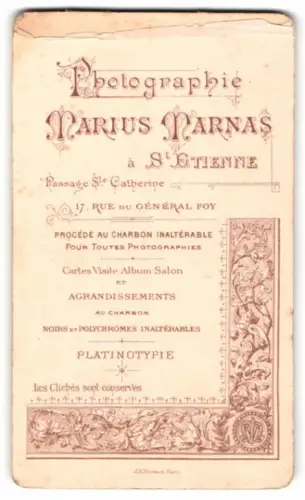 Photographie
MARIUS MARNAS
à St ETIENNE
Passage Ste Catherine
17, RUE DU GÉNÉRAL FOY
PROCÉDÉ AU CHARBON INALTÉRABLE
POUR TOUTES PHOTOGRAPHIES
Cartes Visite Album Salon
ET
AGRANDISSEMENTS
AU CHARBON
NOIRS ET POLYCHROMES INALTÉRABLES
PLATINOTYPIE
Les Clichés sont conservés